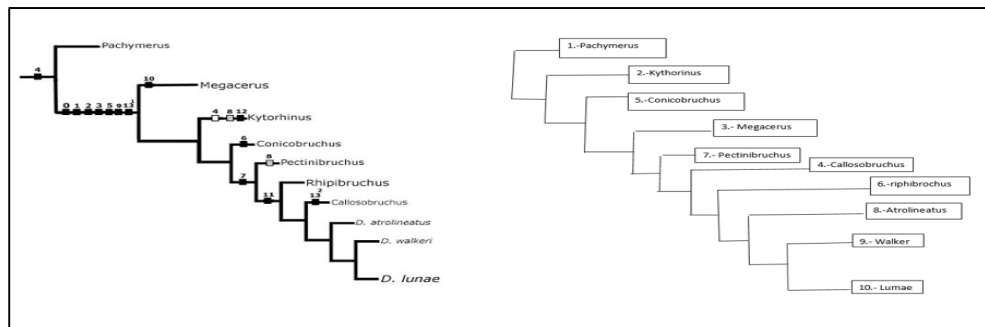 Pachymerus
4
10
Megacerus
0 1 2 3 5 9 13 1
4 8 12
Kytorhinus
6
Conicobruchus
8
Pectinibruchus
7
Rhipibruchus
11
13 2
Callosobruchus
D. atrolineatus
D. walkeri
D. lunae
1.-Pachymerus
2.-Kythorinus
5.-Conicobruchus
3.- Megacerus
7.- Pectinibruchus
4.-Callosobruchus
6.-riphibrochus
8.-Atrolineatus
9.- Walker
10.- Lumae